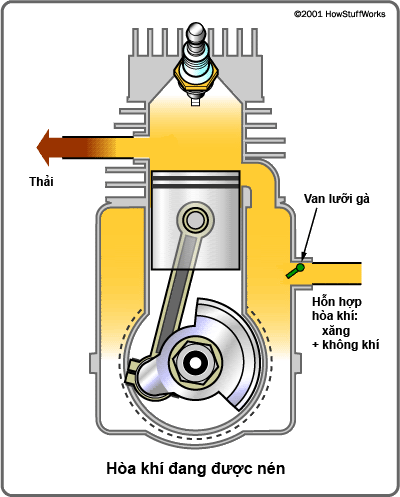 ©2001 HowStuffWorks
Thải
Van lưỡi gà
Hỗn hợp
hòa khí:
xăng
+ không khí
Hòa khí đang được nén